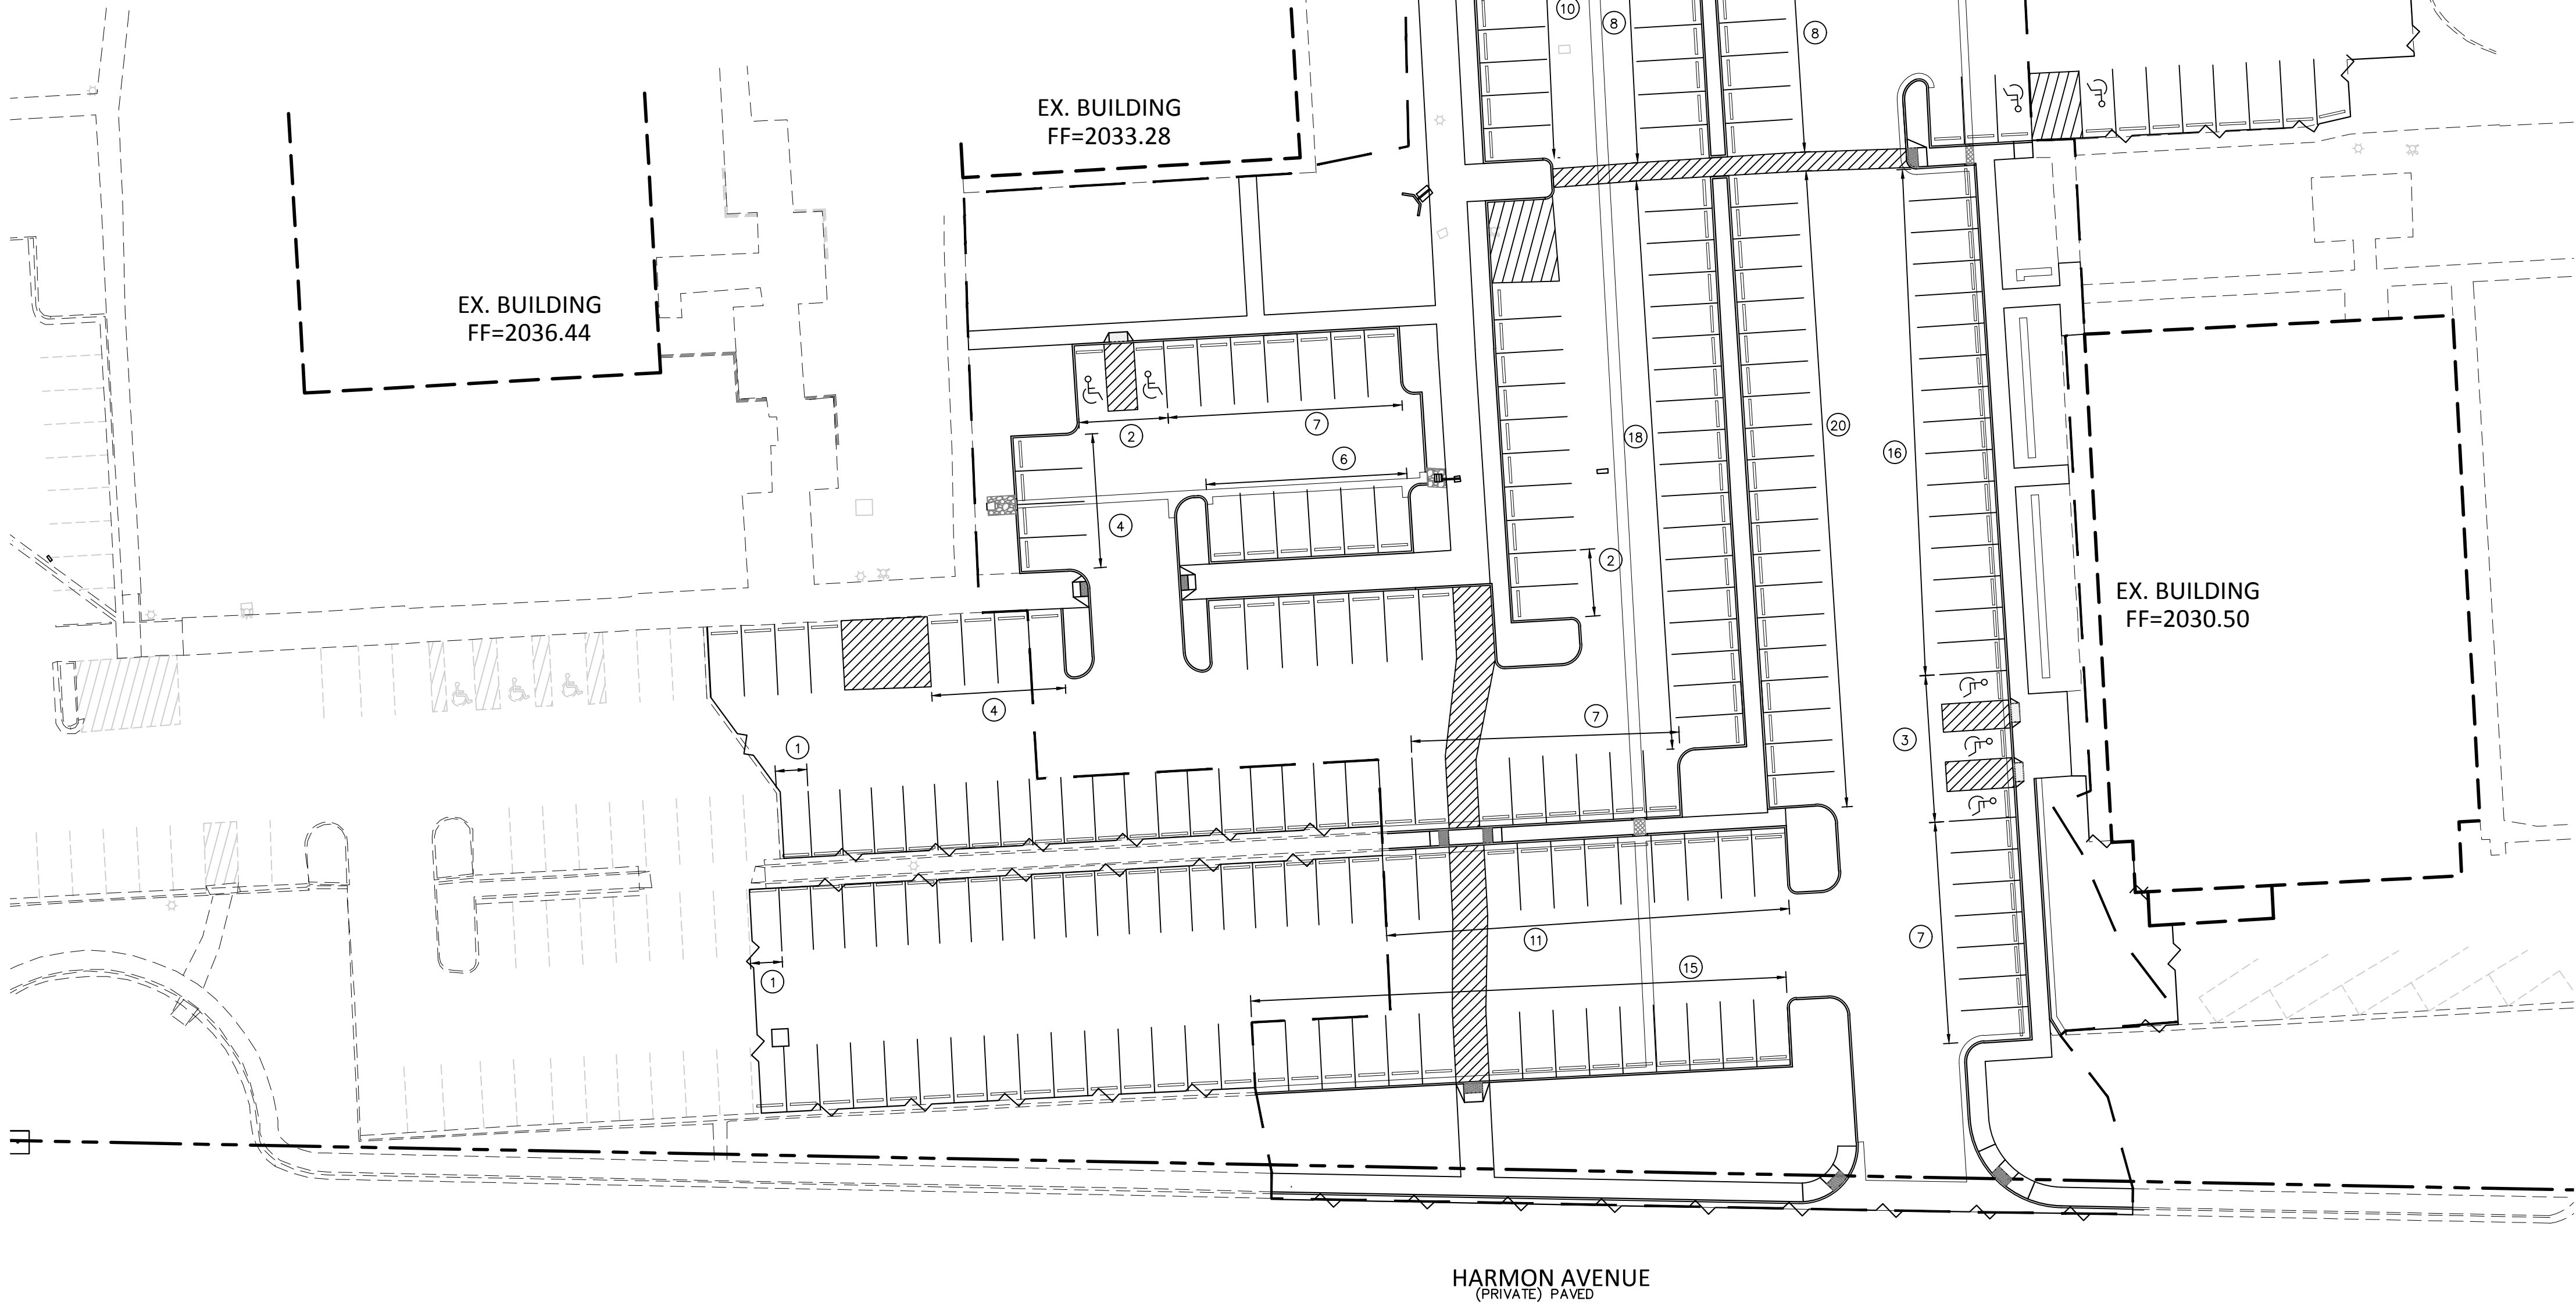 10
8
8
EX. BUILDING
FF=2033.28
EX. BUILDING
FF=2036.44
2
7
18
20
16
6
4
2
EX. BUILDING
FF=2030.50
4
7
1
3
11
7
15
1
HARMON AVENUE
(PRIVATE) PAVED